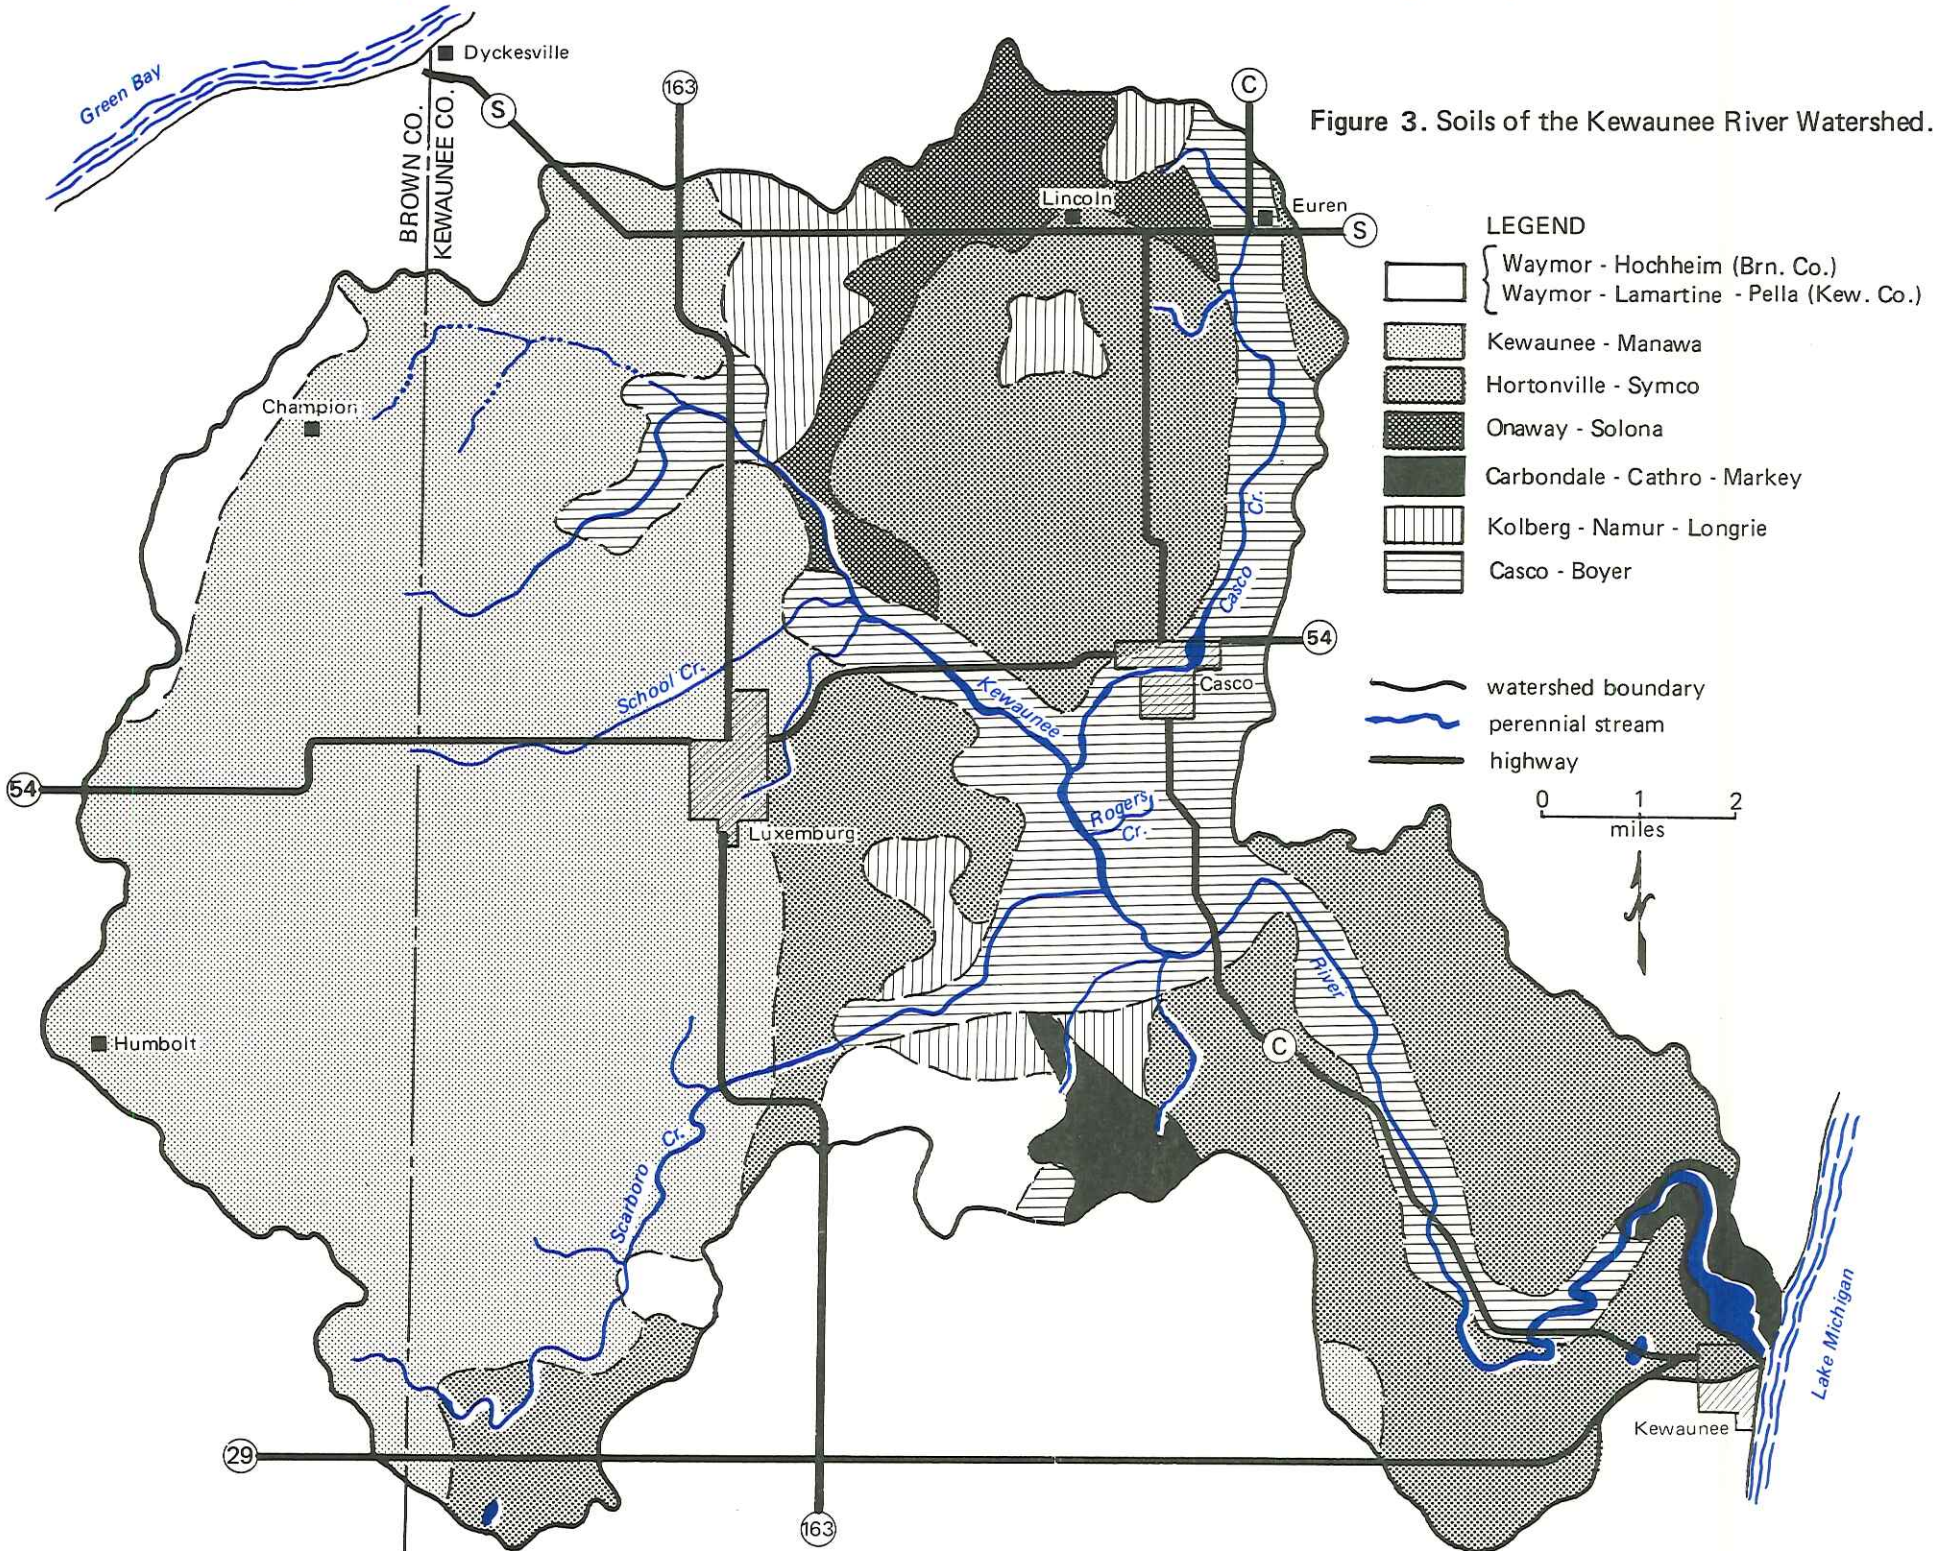 Figure 3. Soils of the Kewaunee River Watershed.
Green Bay
Dyckesville
S
163
C
BROWN CO.
KEWAUNEE CO.
Lincoln
Euren
S
LEGEND
Waymor - Hochheim (Brn. Co.)
Waymor - Lamartine - Pella (Kew. Co.)
Kewaunee - Manawa
Hortonville - Symco
Onaway - Solona
Carbondale - Cathro - Markey
Kolberg - Namur - Longrie
Casco - Boyer
watershed boundary
perennial stream
highway
0 1 2
miles
N
Champion
Casco Cr.
54
School Cr.
Kewaunee
Casco
54
Rogers
Cr.
Luxemburg
River
Humbolt
C
Scarboro Cr.
Lake Michigan
Kewaunee
29
163